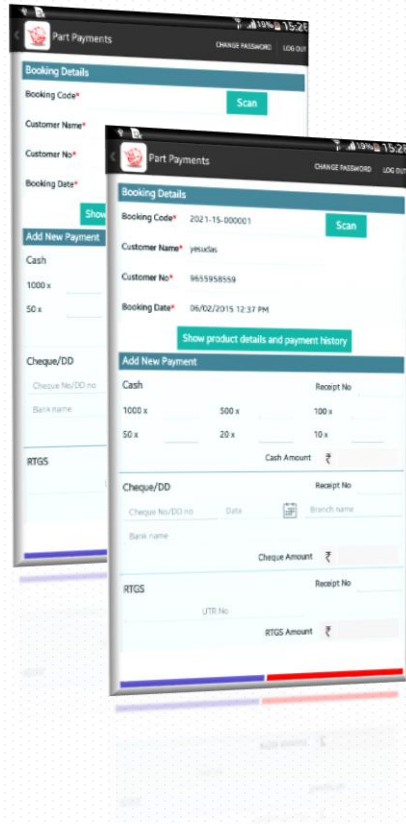 19% 15:28
Part Payments CHANGE PASSWORD LOG OUT
Booking Details
Booking Code*
Scan
Customer Name*
Customer No*
Booking Date*
Show
Add New Payment
Cash
1000 x
50 x
Cheque/DD
Cheque No/DD no
Bank name
RTGS
19% 15:28
Part Payments CHANGE PASSWORD LOG OUT
Booking Details
Booking Code* 2021-15-000001 Scan
Customer Name* yesudas
Customer No* 9655958559
Booking Date* 06/02/2015 12:37 PM
Show product details and payment history
Add New Payment
Cash Receipt No
1000 x 500 x 100 x
50 x 20 x 10 x
Cash Amount ₹
Cheque/DD Receipt No
Cheque No/DD no Data Branch name
Bank name
Cheque Amount ₹
RTGS Receipt No
UTR No
RTGS Amount ₹